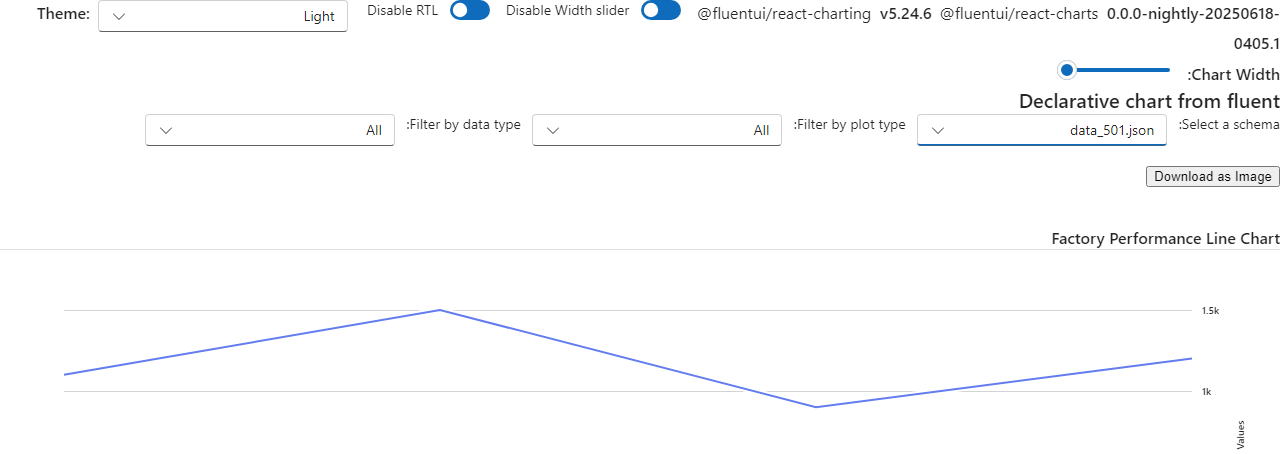 Theme: Light Disable RTL Disable Width slider @fluentui/react-charting v5.24.6 @fluentui/react-charts 0.0.0-nightly-20250618-
0405.1
:Chart Width
Declarative chart from fluent
:Select a schema data_501.json :Filter by plot type All :Filter by data type All
Download as Image
Factory Performance Line Chart
1.5k
1k
Values